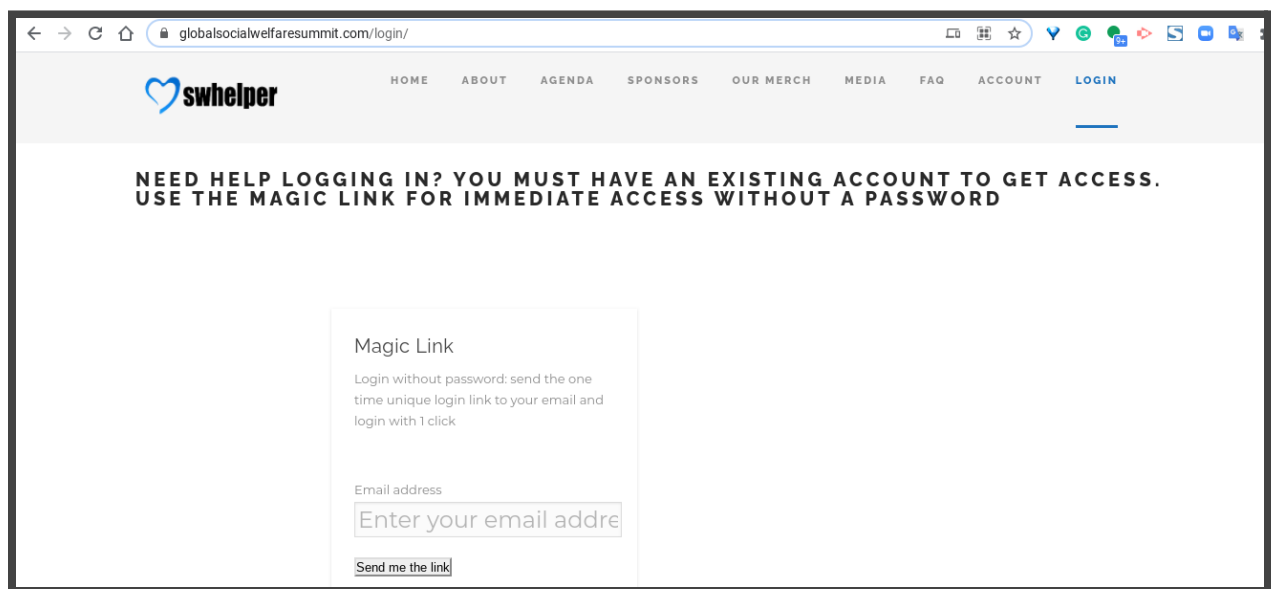 globalsocialwelfaresummit.com/login/
9+
swhelper
HOME ABOUT AGENDA SPONSORS OUR MERCH MEDIA FAQ ACCOUNT LOGIN
NEED HELP LOGGING IN? YOU MUST HAVE AN EXISTING ACCOUNT TO GET ACCESS.
USE THE MAGIC LINK FOR IMMEDIATE ACCESS WITHOUT A PASSWORD
Magic Link
Login without password: send the one
time unique login link to your email and
login with 1 click
Email address
Enter your email addre
Send me the link